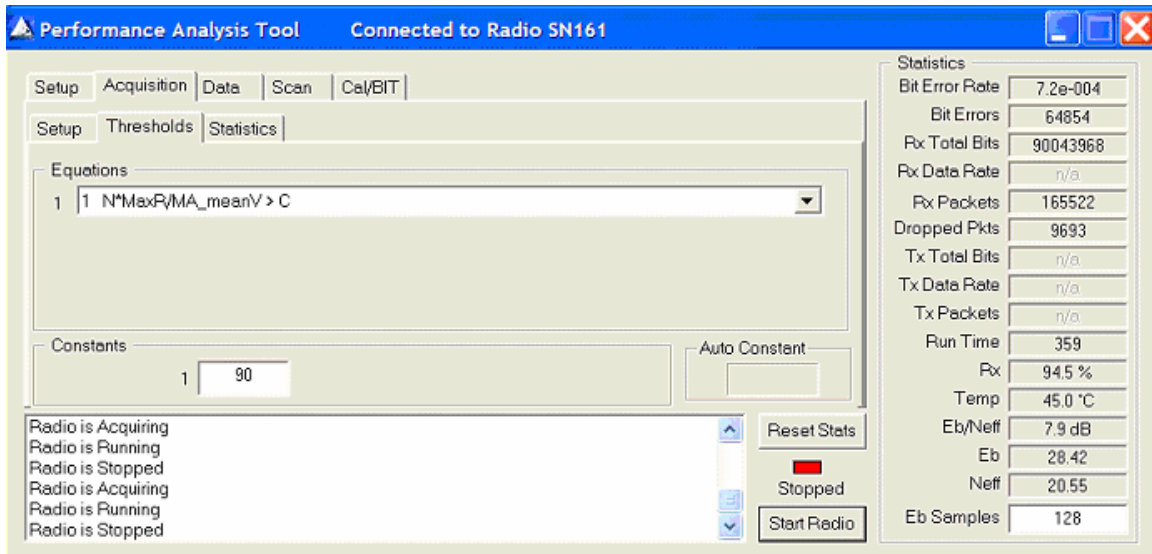 Performance Analysis Tool Connected to Radio SN161
Setup Acquisition Data Scan Cal/BIT
Setup Thresholds Statistics
Equations
1 1 N*MaxR/MA_meanV > C
Constants
1 90
Auto Constant
Radio is Acquiring
Radio is Running
Radio is Stopped
Radio is Acquiring
Radio is Running
Radio is Stopped
Reset Stats
Stopped
Start Radio
Statistics
Bit Error Rate 7.2e-004
Bit Errors 64854
Rx Total Bits 90043968
Rx Data Rate n/a
Rx Packets 165522
Dropped Pkts 9693
Tx Total Bits n/a
Tx Data Rate n/a
Tx Packets n/a
Run Time 359
Rx 94.5 %
Temp 45.0 °C
Eb/Neff 7.9 dB
Eb 28.42
Neff 20.55
Eb Samples 128